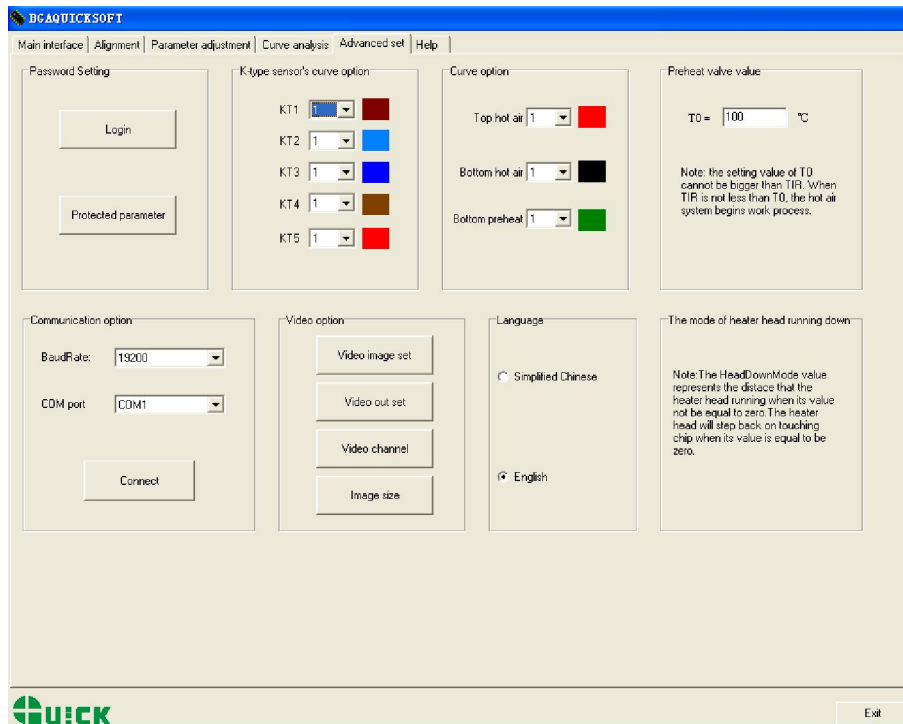 BGAQUICKSOFT
Main interface Alignment Parameter adjustment Curve analysis Advanced set Help
Password Setting
Login
Protected parameter
K-type sensor's curve option
KT1 1
KT2 1
KT3 1
KT4 1
KT5 1
Curve option
Top hot air 1
Bottom hot air 1
Bottom preheat 1
Preheat valve value
T0 = 100 °C
Note: the setting value of T0
cannot be bigger than TIR. When
TIR is not less than T0, the hot air
system begins work process.
Communication option
BaudRate: 19200
COM port COM1
Connect
Video option
Video image set
Video out set
Video channel
Image size
Language
Simplified Chinese
English
The mode of heater head running down
Note:The HeadDownMode value
represents the distace that the
heater head running when its value
not be equal to zero.The heater
head will step back on touching
chip when its value is equal to be
zero.
QUICK
Exit